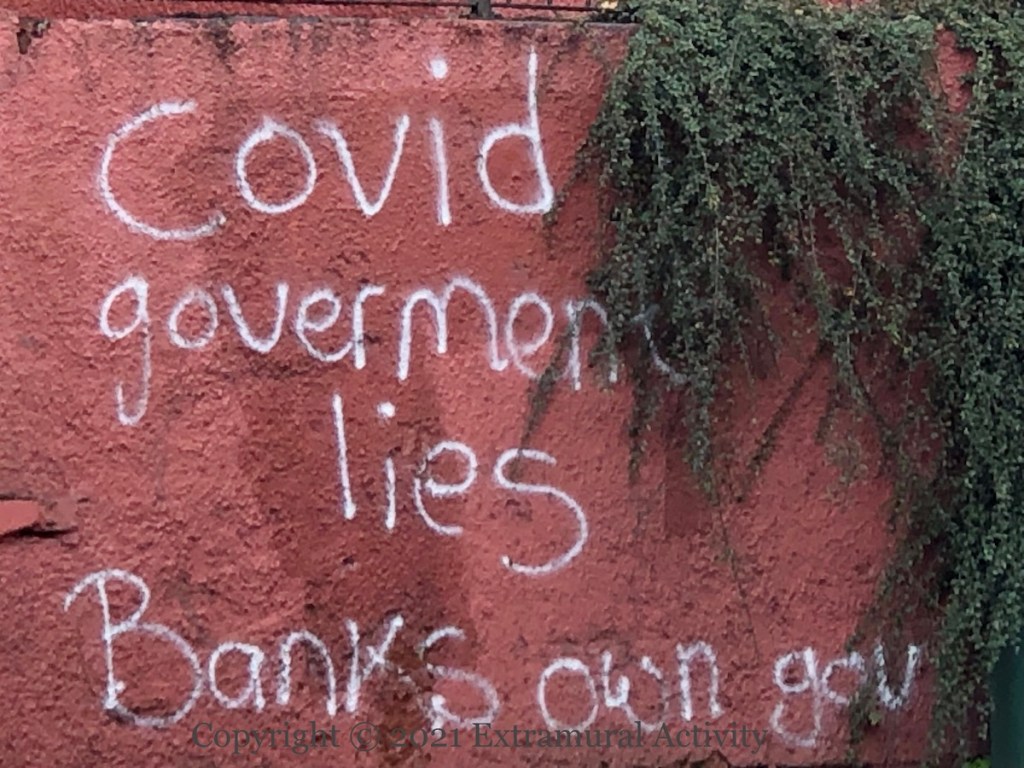 Covid
goverment
lies
Banks own gov
Copyright © 2021 Extramural Activity